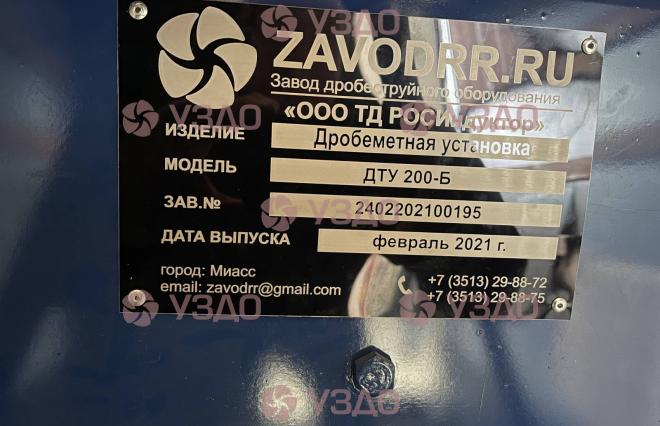 УЗДО
ZAVODRR.RU
Завод дробеструйного оборудования
«ООО ТД РОСИндуктор»
УЗДО
УЗДО
ИЗДЕЛИЕ Дробеметная установка
МОДЕЛЬ ДТУ 200-Б
ЗАВ.№ 2402202100195
УЗДО
ДАТА ВЫПУСКА февраль 2021 г.
город: Миасс
email: zavodrr@gmail.com
+7 (3513) 29-88-72
+7 (3513) 29-88-75
УЗДО
УЗДО
УЗДО